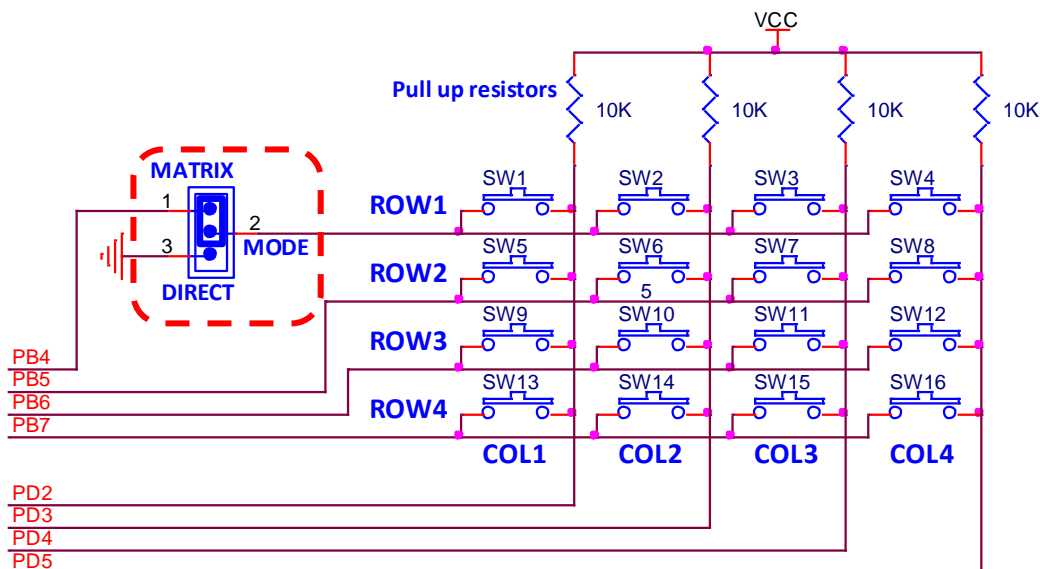 VCC
Pull up resistors
10K
10K
10K
10K
MATRIX
1
2
3
MODE
DIRECT
ROW1
SW1
SW2
SW3
SW4
ROW2
SW5
SW6
SW7
SW8
5
ROW3
SW9
SW10
SW11
SW12
ROW4
SW13
SW14
SW15
SW16
COL1
COL2
COL3
COL4
PB4
PB5
PB6
PB7
PD2
PD3
PD4
PD5